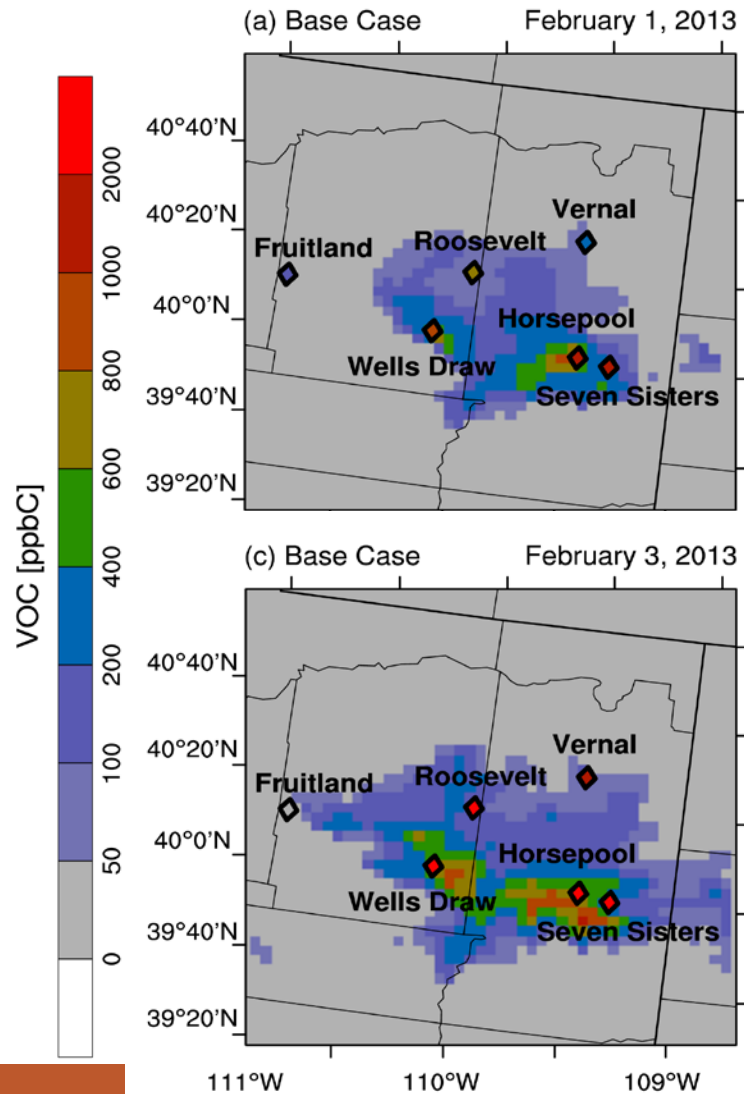 (a) Base Case February 1, 2013
40°40'N
40°20'N
40°0'N
39°40'N
39°20'N
Vernal
Fruitland
Roosevelt
Horsepool
Wells Draw
Seven Sisters
VOC [ppbC]
2000
1000
800
600
400
200
100
50
0
(c) Base Case February 3, 2013
40°40'N
40°20'N
40°0'N
39°40'N
39°20'N
Vernal
Fruitland
Roosevelt
Horsepool
Wells Draw
Seven Sisters
111°W 110°W 109°W